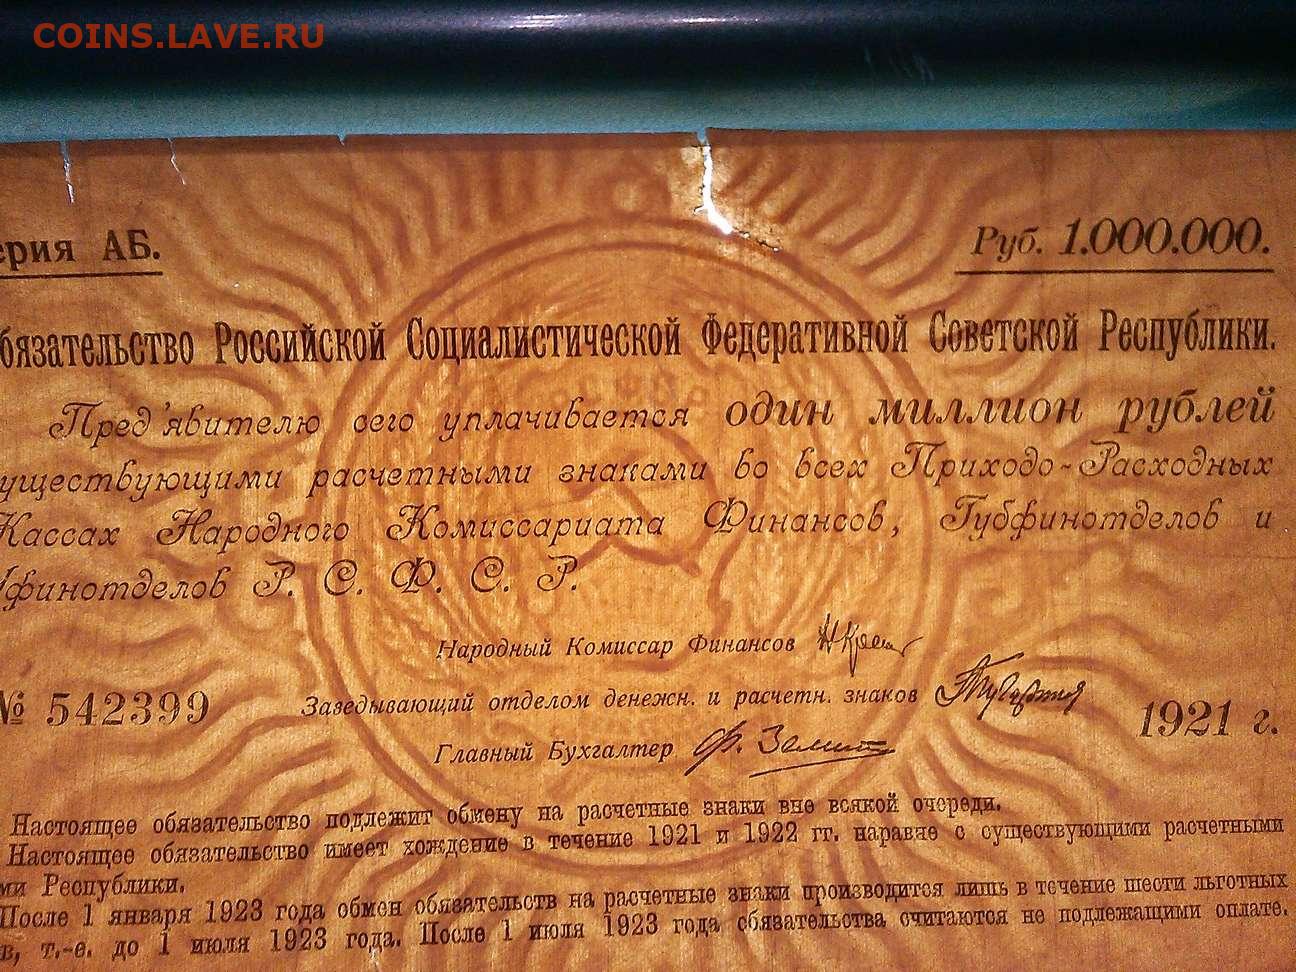 COINS.LAVE.RU
ерия АБ.
Руб. 1.000.000.
бязательство Российской Социалистической Федеративной Советской Республики.
Пред'явителю сего уплачивается один миллион рублей
уществующими расчетными знаками во всех Приходо-Расходных
Кассах Народного Комиссариата Финансов, Губфинотделов и
финотделов Р. С. Ф. С. Р.
Народный Комиссар Финансов
№ 542399
Заведывающий отделом денежн. и расчетн. знаков
1921 г.
Главный Бухгалтер
Настоящее обязательство подлежит обмену на расчетные знаки вне всякой очереди.
Настоящее обязательство имеет хождение в течение 1921 и 1922 гг. наравне с существующими расчетными
ми Республики.
После 1 января 1923 года обмен обязательств на расчетные знаки производится лишь в течение шести льготных
в, т.-е. до 1 июля 1923 года. После 1 июля 1923 года обязательства считаются не подлежащими оплате.